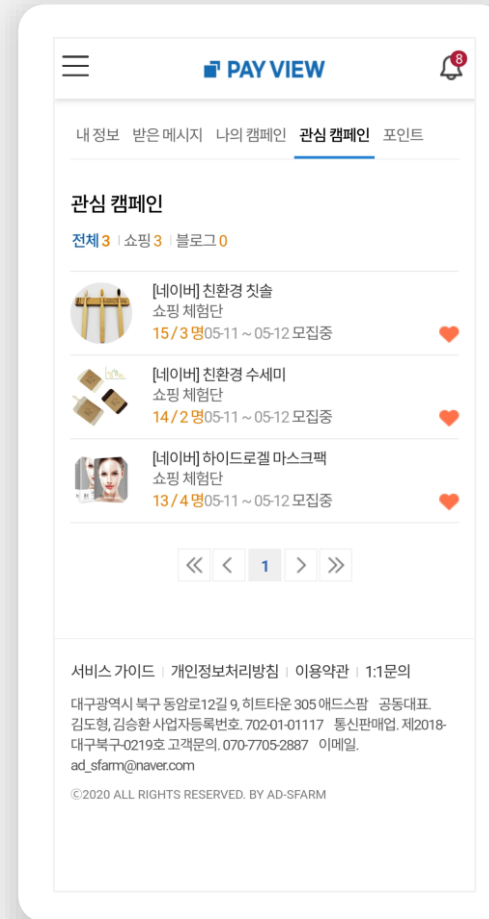 PAY VIEW
8
내 정보 받은 메시지 나의 캠페인 관심 캠페인 포인트
관심 캠페인
전체 3 쇼핑 3 블로그 0
[네이버] 친환경 칫솔
쇼핑 체험단
15 / 3 명 05-11 ~ 05-12 모집중
[네이버] 친환경 수세미
쇼핑 체험단
14 / 2 명 05-11 ~ 05-12 모집중
[네이버] 하이드로겔 마스크팩
쇼핑 체험단
13 / 4 명 05-11 ~ 05-12 모집중
1
서비스 가이드 개인정보처리방침 이용약관 1:1문의
대구광역시 북구 동암로12길 9, 히트타운 305 애드스팜 공동대표.
김도형, 김승환 사업자등록번호. 702-01-01117 통신판매업. 제2018-
대구북구-0219호 고객문의. 070-7705-2887 이메일.
ad_sfarm@naver.com
©2020 ALL RIGHTS RESERVED. BY AD-SFARM